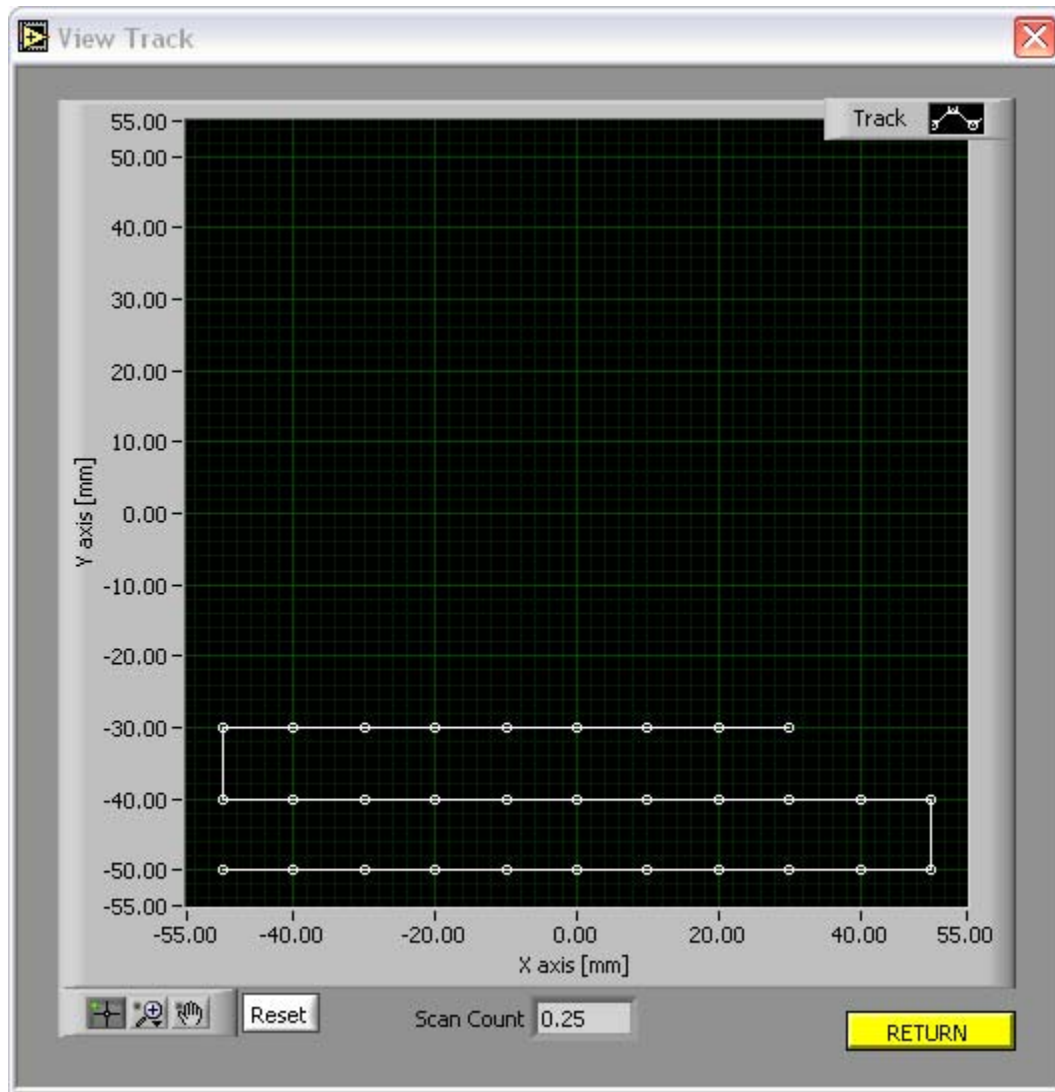 View Track
Track
55.00
50.00
40.00
30.00
20.00
10.00
0.00
-10.00
-20.00
-30.00
-40.00
-50.00
-55.00
Y axis [mm]
-55.00 -40.00 -20.00 0.00 20.00 40.00 55.00
X axis [mm]
Reset
Scan Count 0.25
RETURN